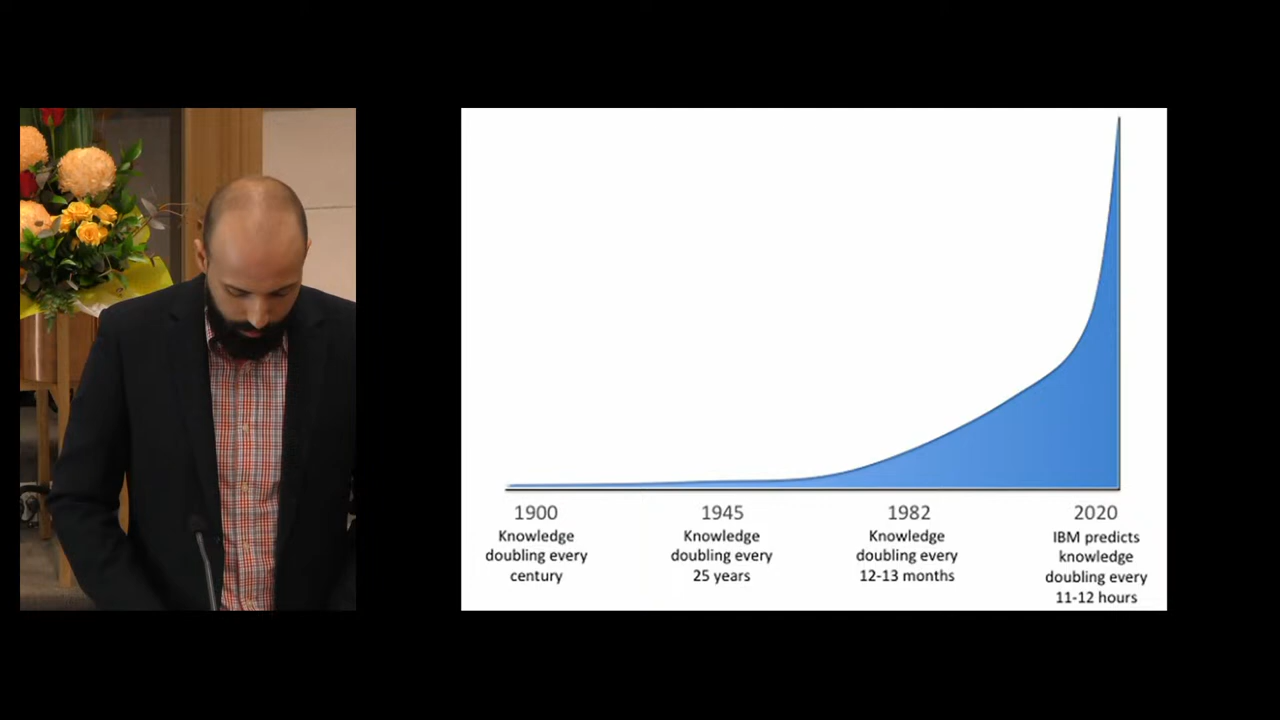 1900
Knowledge
doubling every
century
1945
Knowledge
doubling every
25 years
1982
Knowledge
doubling every
12-13 months
2020
IBM predicts
knowledge
doubling every
11-12 hours